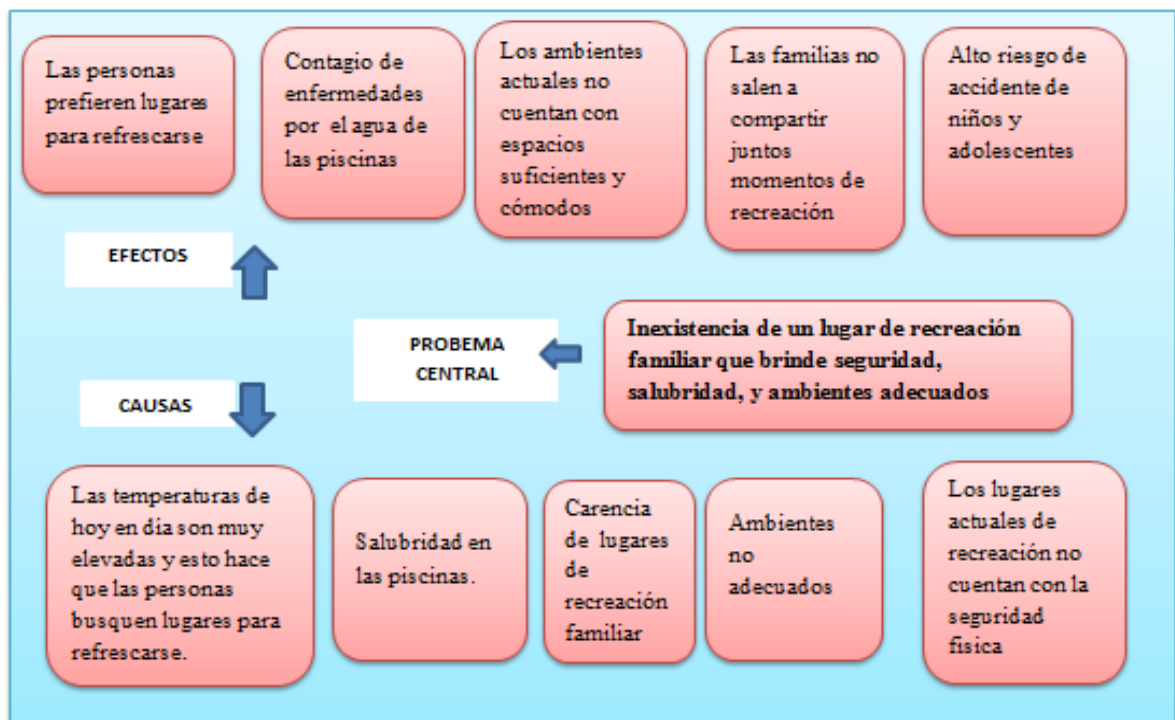 Las personas
prefieren lugares
para refrescarse
Contagio de
enfermedades
por el agua de
las piscinas
Los ambientes
actuales no
cuentan con
espacios
suficientes y
cómodos
Las familias no
salen a
compartir
juntos
momentos de
recreación
Alto riesgo de
accidente de
niños y
adolescentes
EFECTOS
PROBEMA
CENTRAL
Inexistencia de un lugar de recreación
familiar que brinde seguridad,
salubridad, y ambientes adecuados
CAUSAS
Las temperaturas de
hoy en día son muy
elevadas y esto hace
que las personas
busquen lugares para
refrescarse.
Salubridad en
las piscinas.
Carencia
de lugares
de
recreación
familiar
Ambientes
no
adecuados
Los lugares
actuales de
recreación no
cuentan con la
seguridad
física